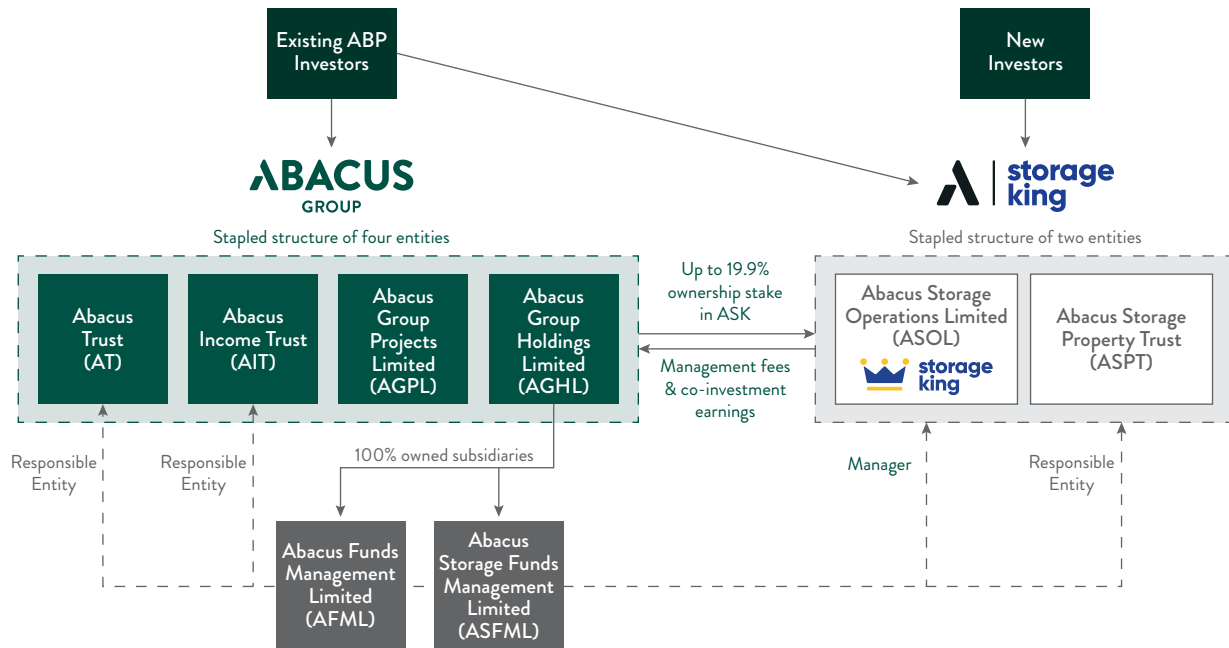 Existing ABP
Investors
New
Investors
ABACUS
GROUP
storage
king
Stapled structure of four entities
Stapled structure of two entities
Abacus
Trust
(AT)
Abacus
Income Trust
(AIT)
Abacus
Group
Projects
Limited
(AGPL)
Abacus
Group
Holdings
Limited
(AGHL)
Up to 19.9%
ownership stake
in ASK
Management fees
& co-investment
earnings
Abacus Storage
Operations Limited
(ASOL)
storage
king
Abacus Storage
Property Trust
(ASPT)
Responsible
Entity
Responsible
Entity
100% owned subsidiaries
Manager
Responsible
Entity
Abacus Funds
Management
Limited
(AFML)
Abacus
Storage Funds
Management
Limited
(ASFML)